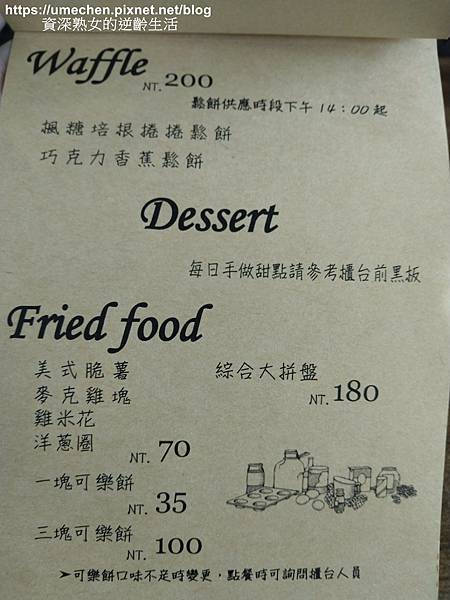 https://umechen.pixnet.net/blog
資深熟女的逆齡生活
Waffle NT. 200
鬆餅供應時段下午 14：00 起
楓糖培根捲捲鬆餅
巧克力香蕉鬆餅
Dessert
每日手做甜點請參考櫃台前黑板
Fried food
美式脆薯
麥克雞塊
雞米花
洋蔥圈 NT. 70
綜合大拼盤
NT. 180
一塊可樂餅
NT. 35
三塊可樂餅
NT. 100
➢可樂餅口味不定時變更，點餐時可詢問櫃台人員